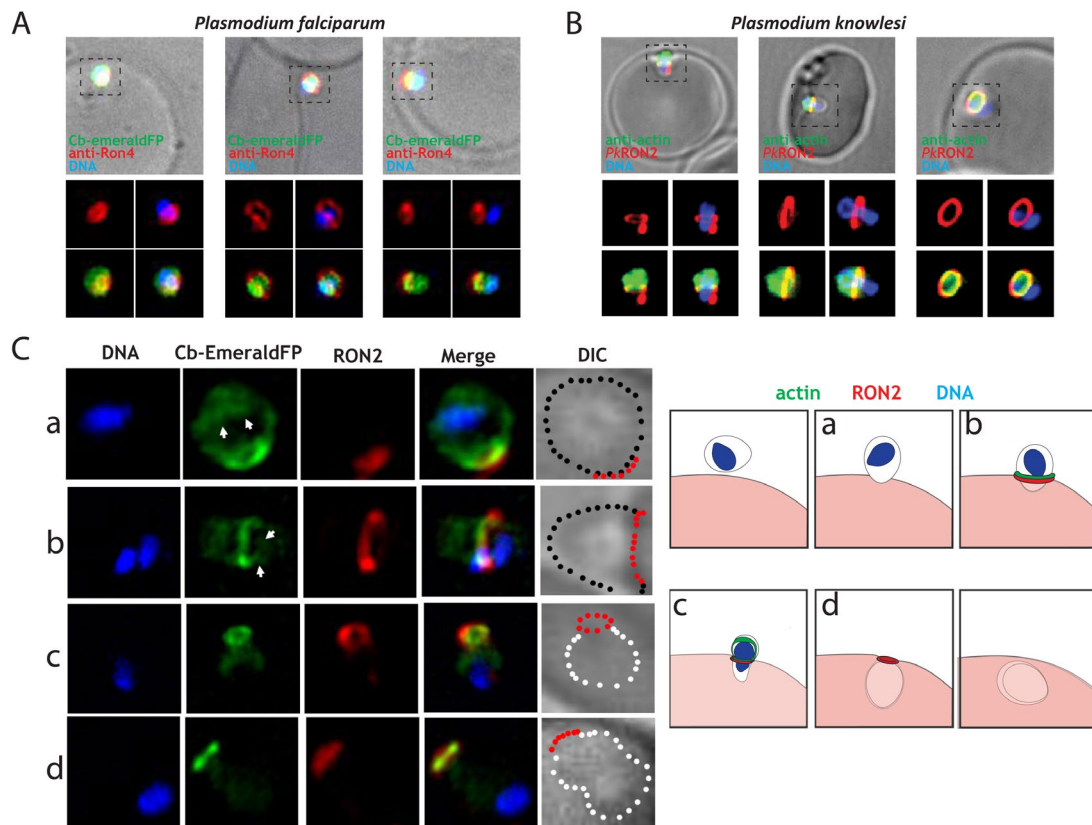 A
Plasmodium falciparum
Cb-emeraldFP
anti-Ron4
DNA
Cb-emeraldFP
anti-Ron4
DNA
Cb-emeraldFP
anti-Ron4
DNA
B
Plasmodium knowlesi
anti-actin
PkRON2
DNA
anti-actin
PkRON2
DNA
anti-actin
PkRON2
DNA
C
DNA Cb-EmeraldFP RON2 Merge DIC
a
b
c
d
actin RON2 DNA
a
b
c
d